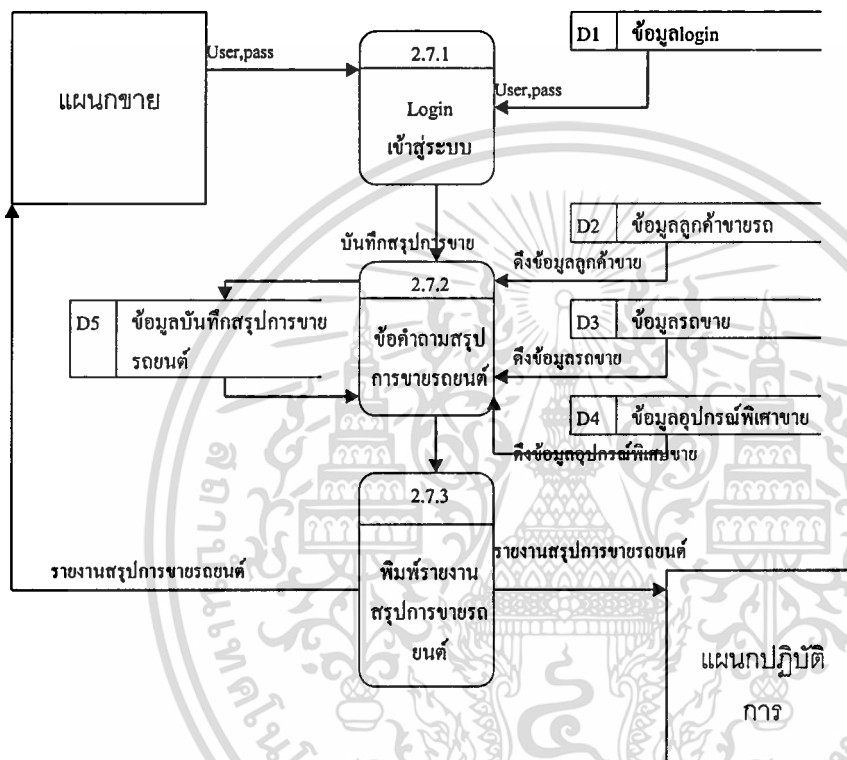 แผนกขาย
User,pass
2.7.1
Login
เข้าสู่ระบบ
D1 ข้อมูลlogin
User,pass
D2 ข้อมูลลูกค้าขายรถ
บันทึกสรุปการขาย
ดึงข้อมูลลูกค้าขาย
2.7.2
ข้อคำถามสรุป
การขายรถยนต์
D5 ข้อมูลบันทึกสรุปการขาย
รถยนต์
D3 ข้อมูลรถขาย
ดึงข้อมูลรถขาย
D4 ข้อมูลอุปกรณ์พิเศาขาย
ดึงข้อมูลอุปกรณ์พิเศษขาย
2.7.3
พิมพ์รายงาน
สรุปการขายรถ
ยนต์
รายงานสรุปการขายรถยนต์
รายงานสรุปการขายรถยนต์
แผนกปฏิบัติ
การ